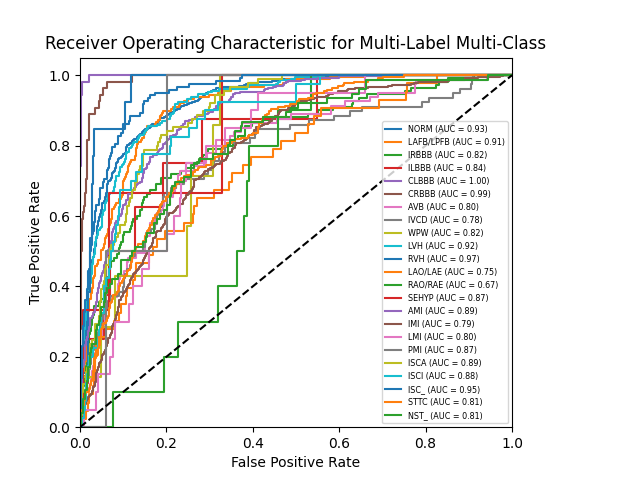 Receiver Operating Characteristic for Multi-Label Multi-Class
1.0
0.8
0.6
0.4
0.2
0.0
True Positive Rate
NORM (AUC = 0.93)
LAFB/LPFB (AUC = 0.91)
IRBBB (AUC = 0.82)
ILBBB (AUC = 0.84)
CLBBB (AUC = 1.00)
CRBBB (AUC = 0.99)
AVB (AUC = 0.80)
IVCD (AUC = 0.78)
WPW (AUC = 0.82)
LVH (AUC = 0.92)
RVH (AUC = 0.97)
LAO/LAE (AUC = 0.75)
RAO/RAE (AUC = 0.67)
SEHYP (AUC = 0.87)
AMI (AUC = 0.89)
IMI (AUC = 0.79)
LMI (AUC = 0.80)
PMI (AUC = 0.87)
ISCA (AUC = 0.89)
ISCI (AUC = 0.88)
ISC_ (AUC = 0.95)
STTC (AUC = 0.81)
NST_ (AUC = 0.81)
0.0 0.2 0.4 0.6 0.8 1.0
False Positive Rate